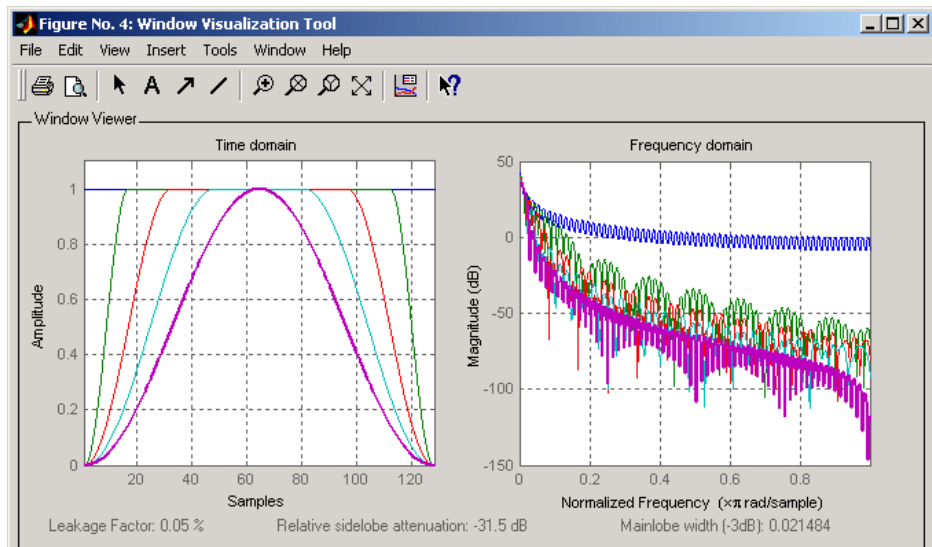 Figure No. 4: Window Visualization Tool
File Edit View Insert Tools Window Help
A
Window Viewer
Time domain
Frequency domain
1
0.8
0.6
0.4
0.2
0
Amplitude
20 40 60 80 100 120
Samples
50
0
-50
-100
-150
Magnitude (dB)
0 0.2 0.4 0.6 0.8
Normalized Frequency (×π rad/sample)
Leakage Factor: 0.05 % Relative sidelobe attenuation: -31.5 dB Mainlobe width (-3dB): 0.021484